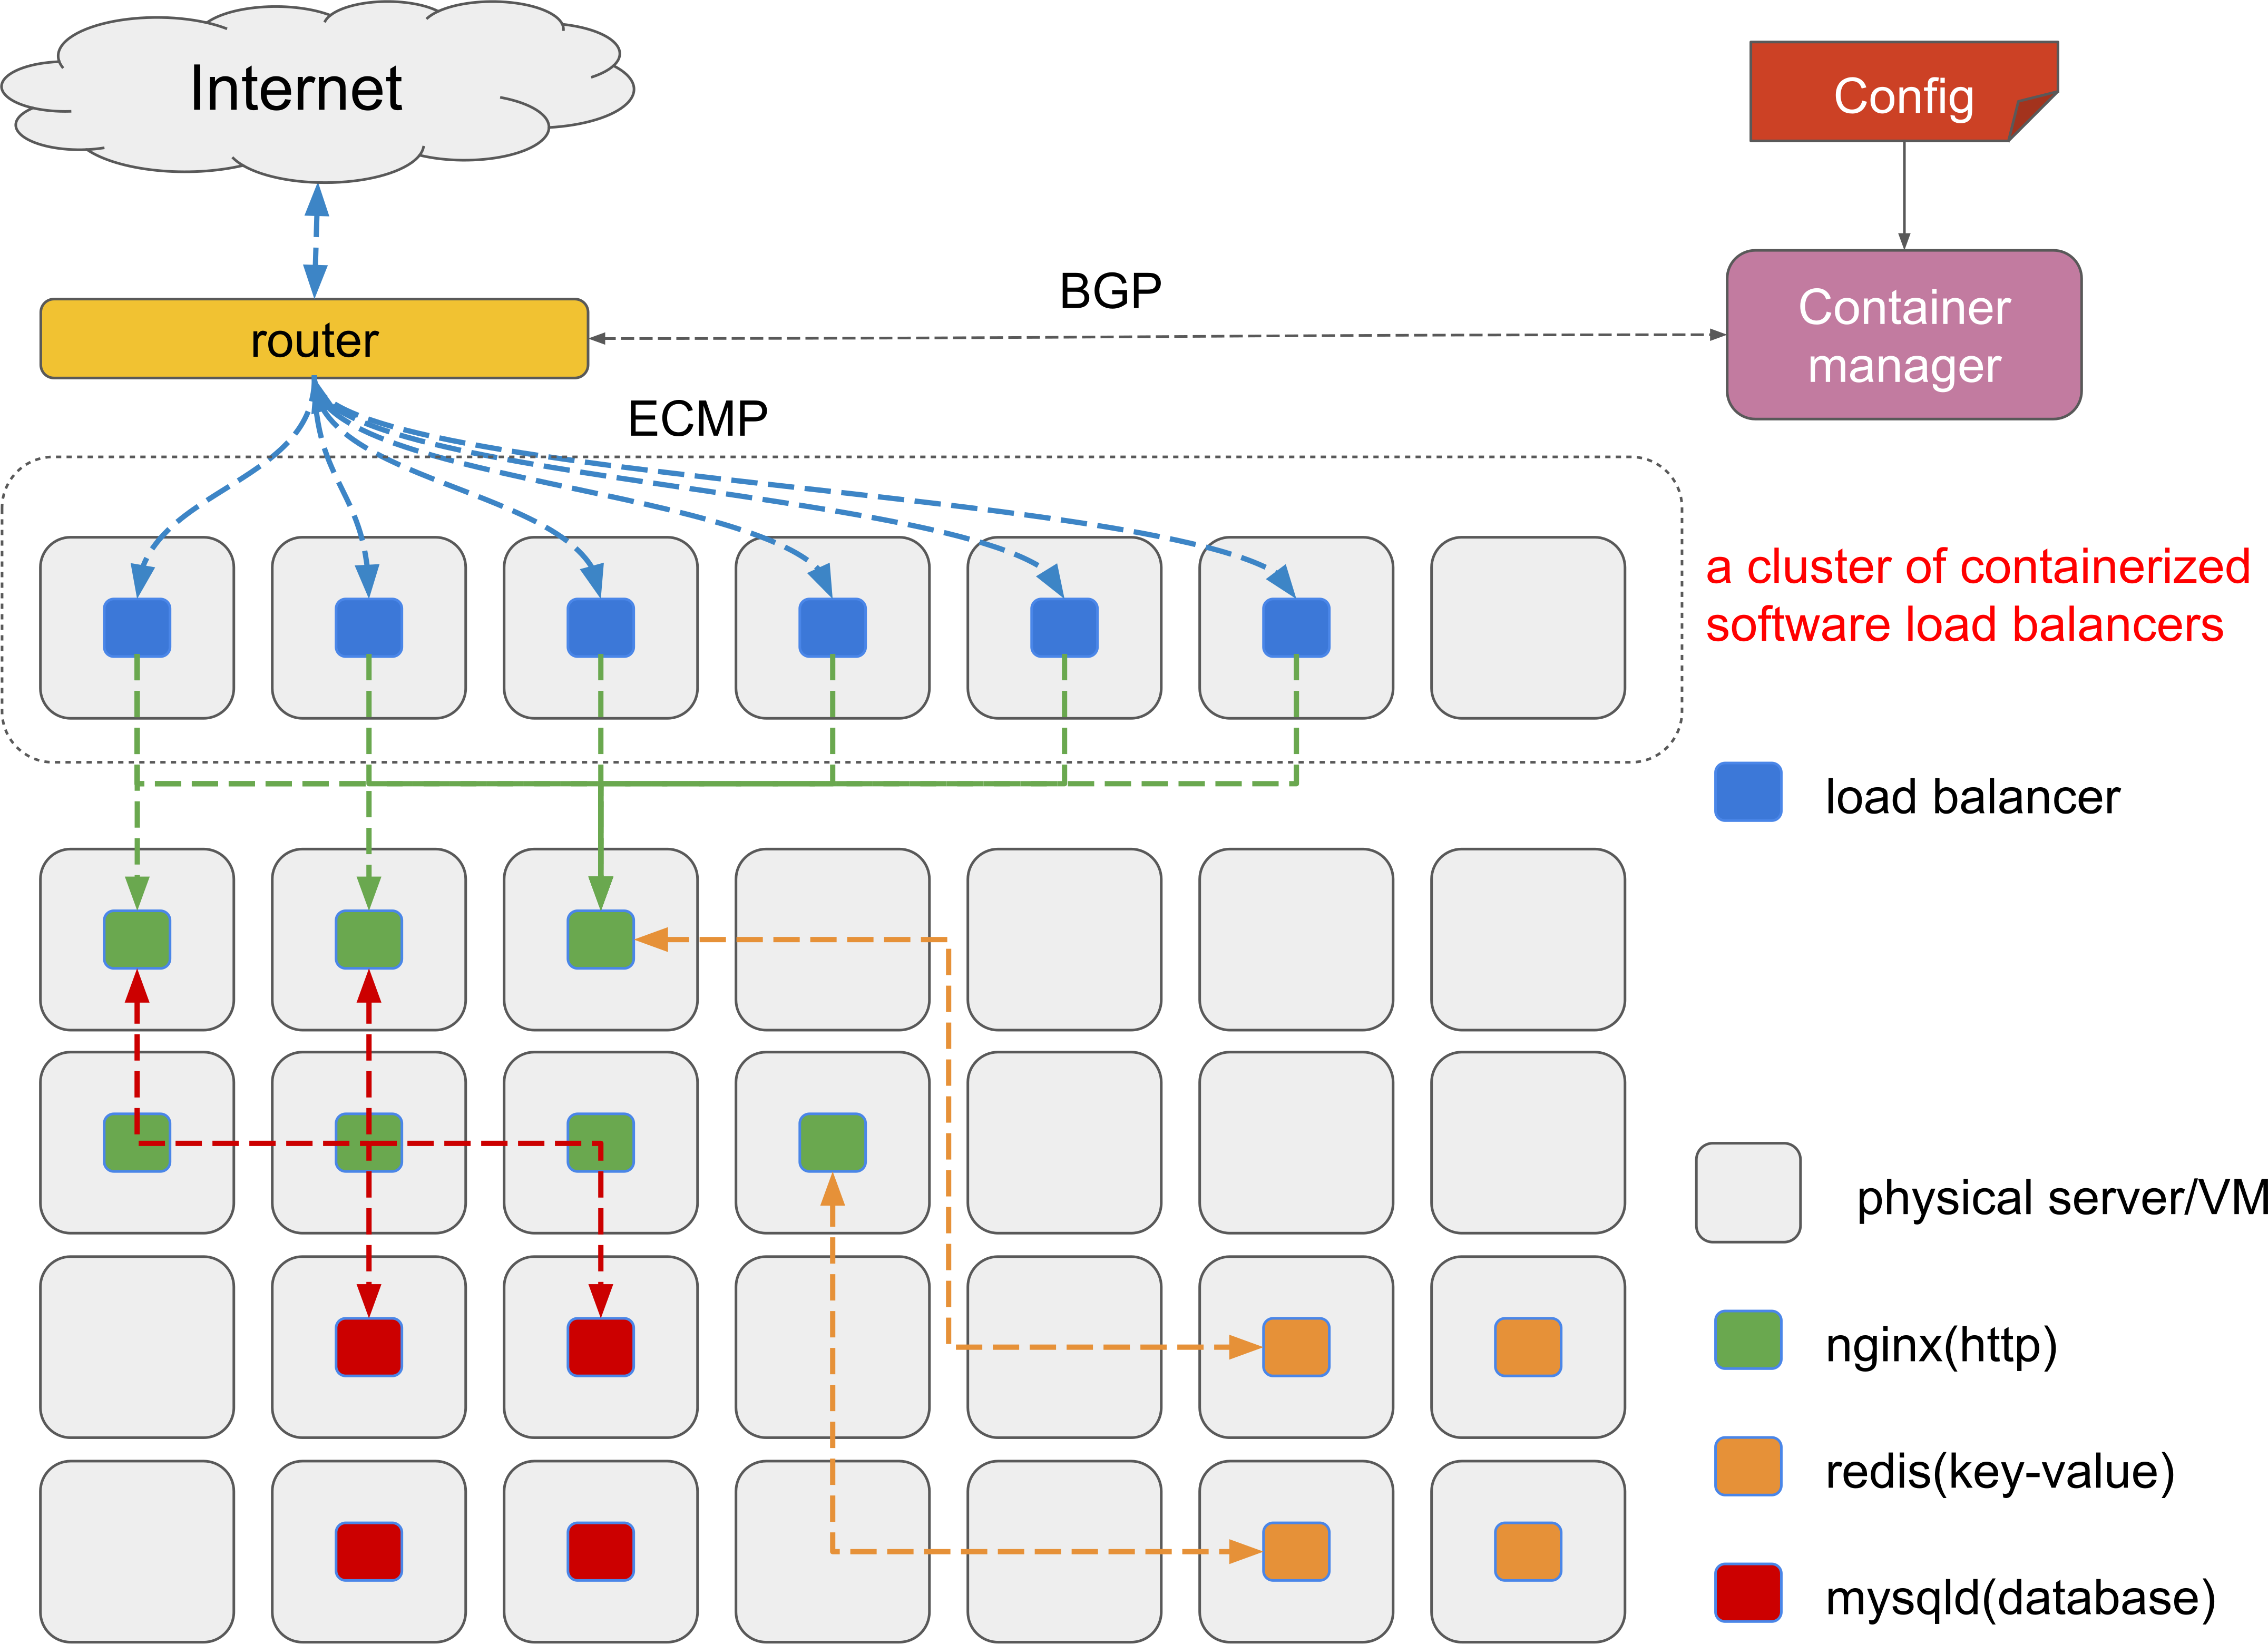 Internet
Config
router
BGP
Container
manager
ECMP
a cluster of containerized
software load balancers
load balancer
physical server/VM
nginx(http)
redis(key-value)
mysqld(database)